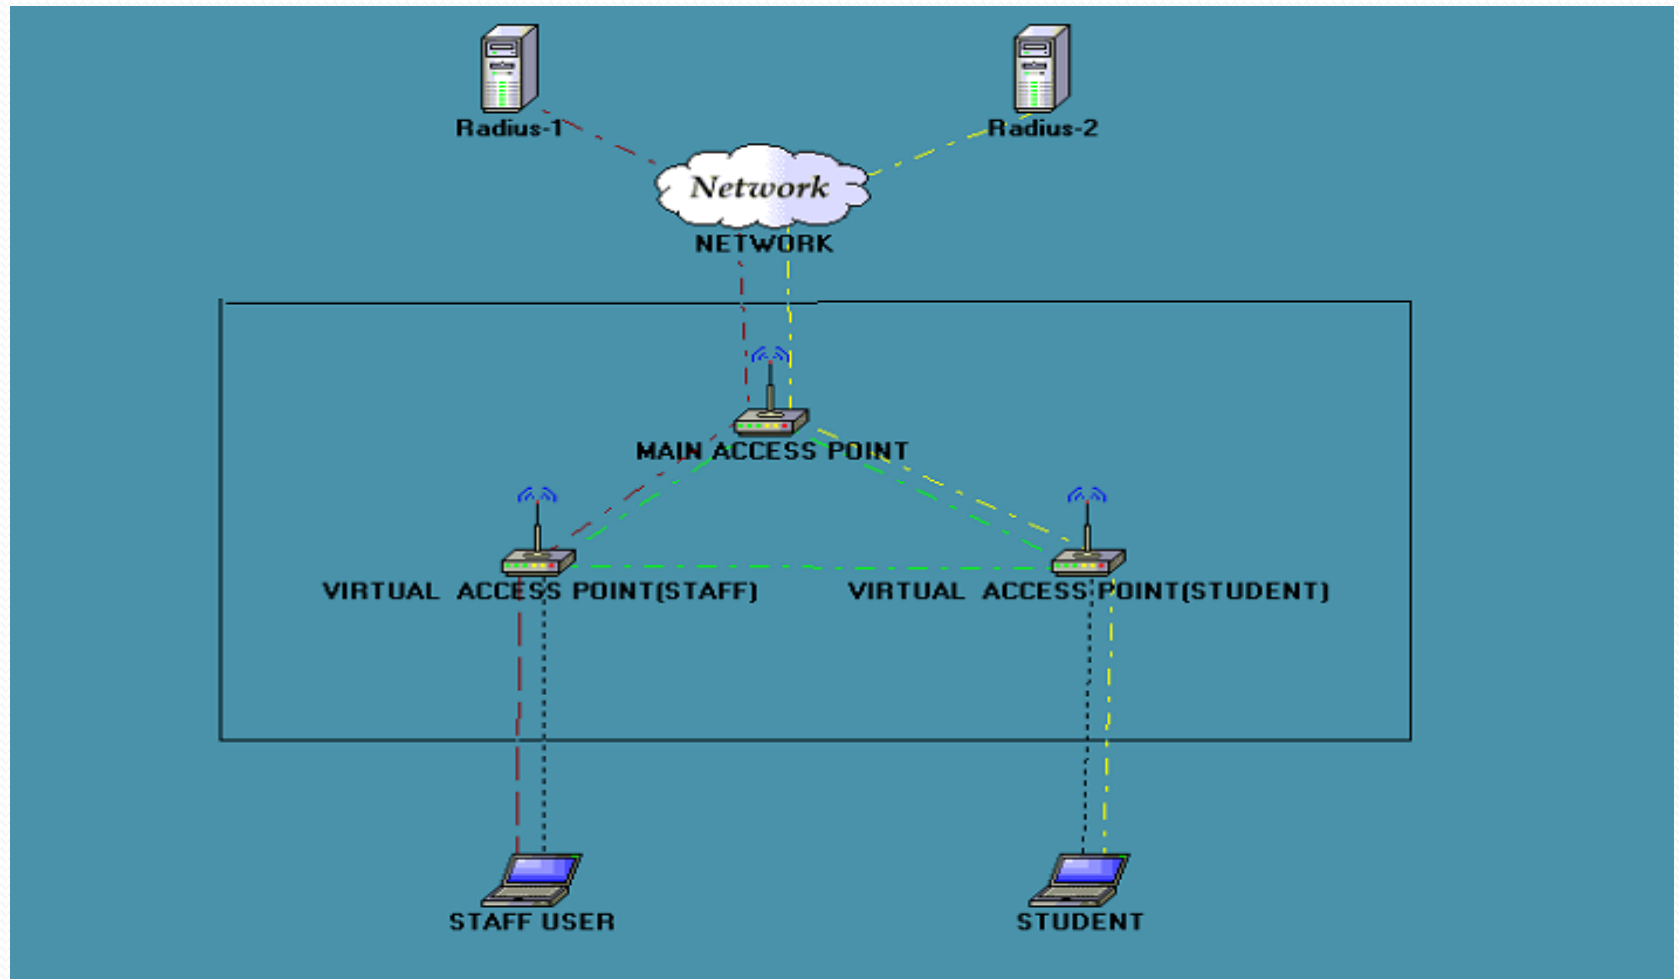 Radius-1
Radius-2
Network
NETWORK
MAIN ACCESS POINT
VIRTUAL ACCESS POINT(STAFF)
VIRTUAL ACCESS POINT(STUDENT)
STAFF USER
STUDENT